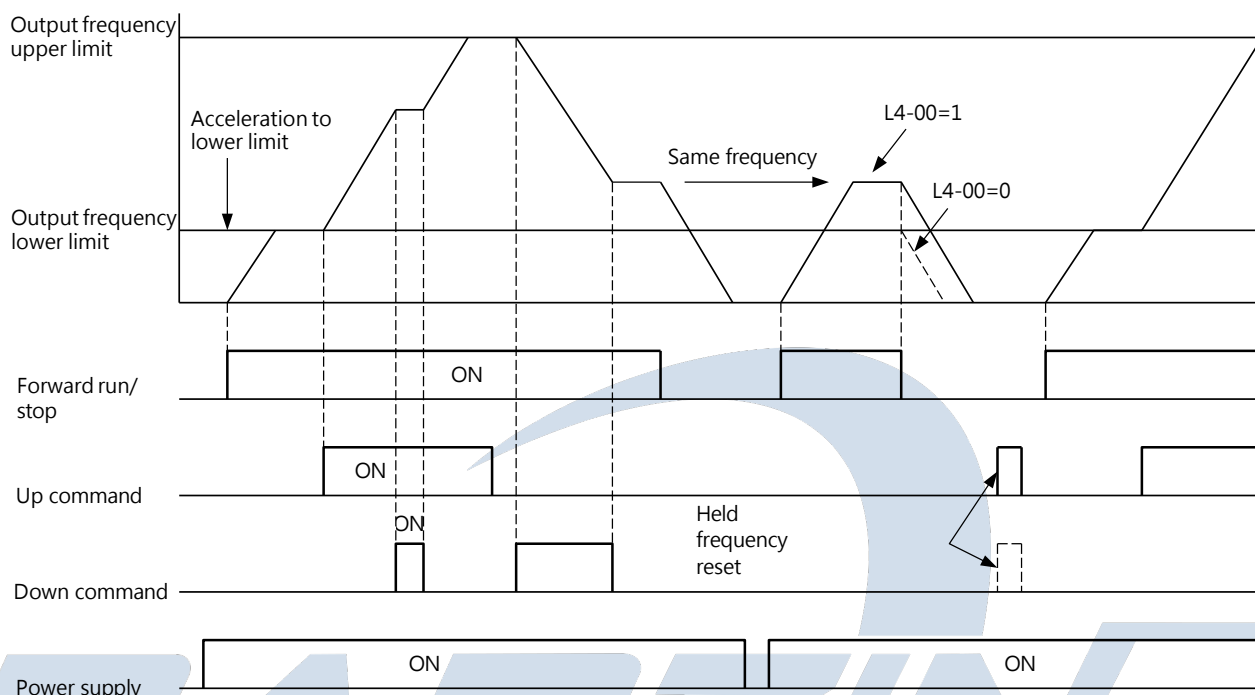 Output frequency
upper limit
Acceleration to
lower limit
L4-00=1
Same frequency
L4-00=0
Output frequency
lower limit
ON
Forward run/
stop
ON
Up command
ON
Held
frequency
reset
Down command
ON
ON
Power supply